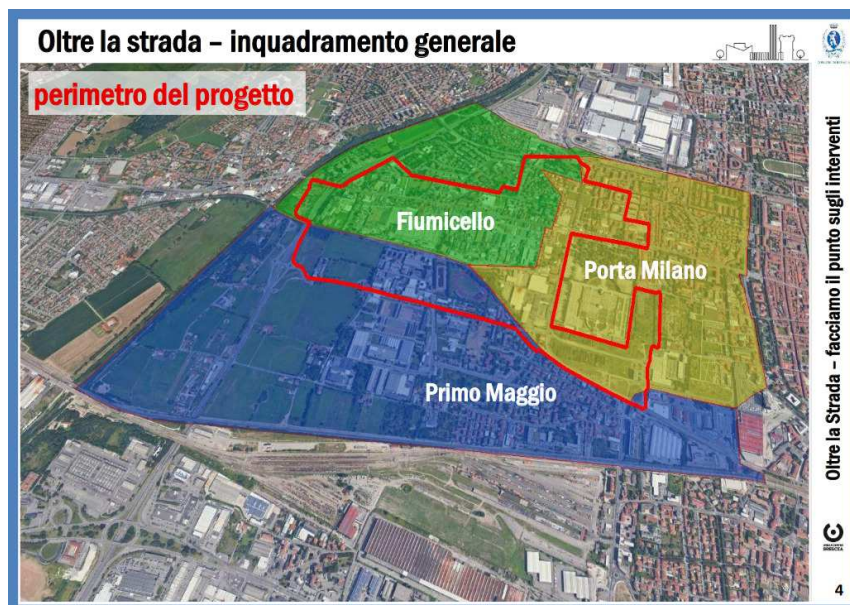 Oltre la strada – inquadramento generale
perimetro del progetto
Fiumicello
Porta Milano
Primo Maggio
Oltre la Strada – facciamo il punto sugli interventi
4